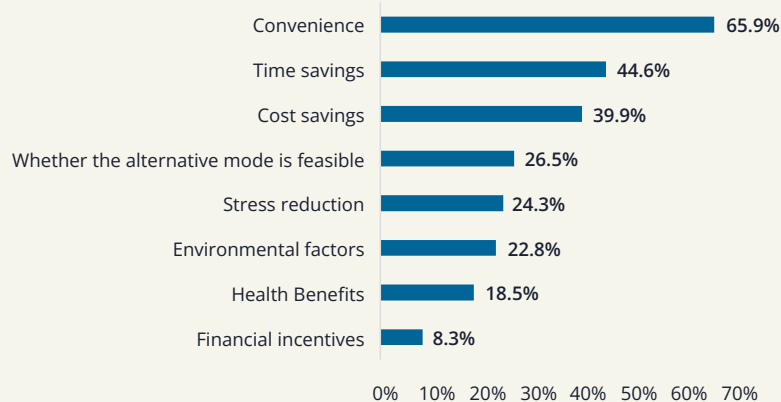 Convenience 65.9%
Time savings 44.6%
Cost savings 39.9%
Whether the alternative mode is feasible 26.5%
Stress reduction 24.3%
Environmental factors 22.8%
Health Benefits 18.5%
Financial incentives 8.3%
0% 10% 20% 30% 40% 50% 60% 70%